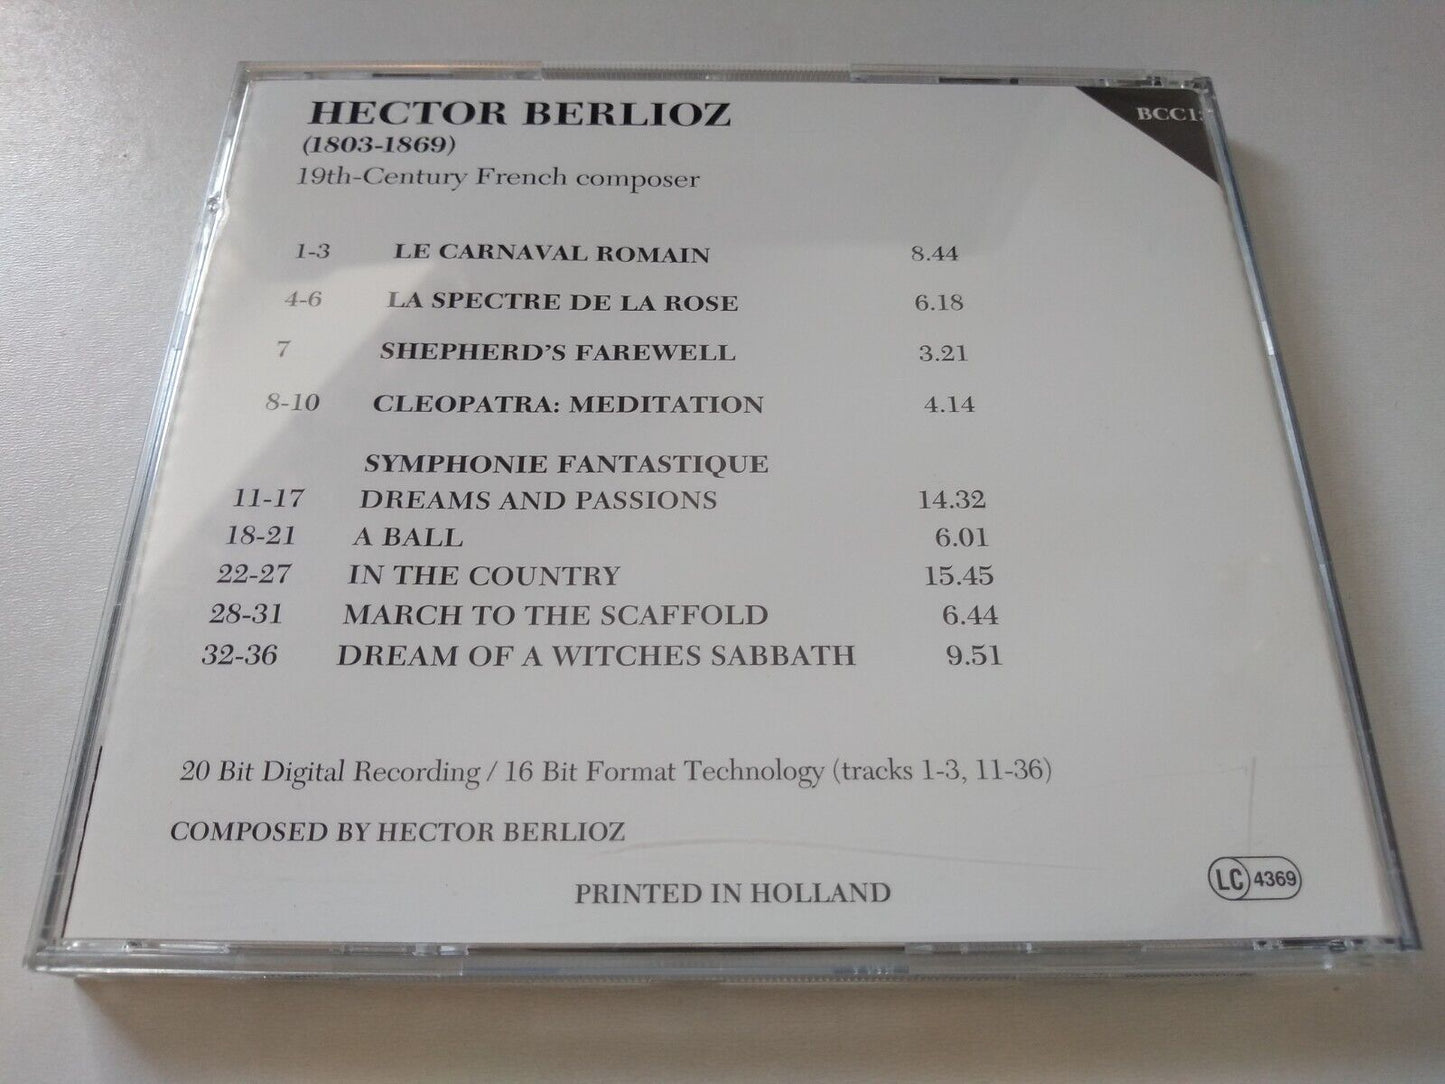 HECTOR BERLIOZ
BCC1
(1803-1869)
19th-Century French composer
1-3 LE CARNAVAL ROMAIN 8.44
4-6 LA SPECTRE DE LA ROSE 6.18
7 SHEPHERD'S FAREWELL 3.21
8-10 CLEOPATRA: MEDITATION 4.14
SYMPHONIE FANTASTIQUE
11-17 DREAMS AND PASSIONS 14.32
18-21 A BALL 6.01
22-27 IN THE COUNTRY 15.45
28-31 MARCH TO THE SCAFFOLD 6.44
32-36 DREAM OF A WITCHES SABBATH 9.51
20 Bit Digital Recording / 16 Bit Format Technology (tracks 1-3, 11-36)
COMPOSED BY HECTOR BERLIOZ
LC 4369
PRINTED IN HOLLAND